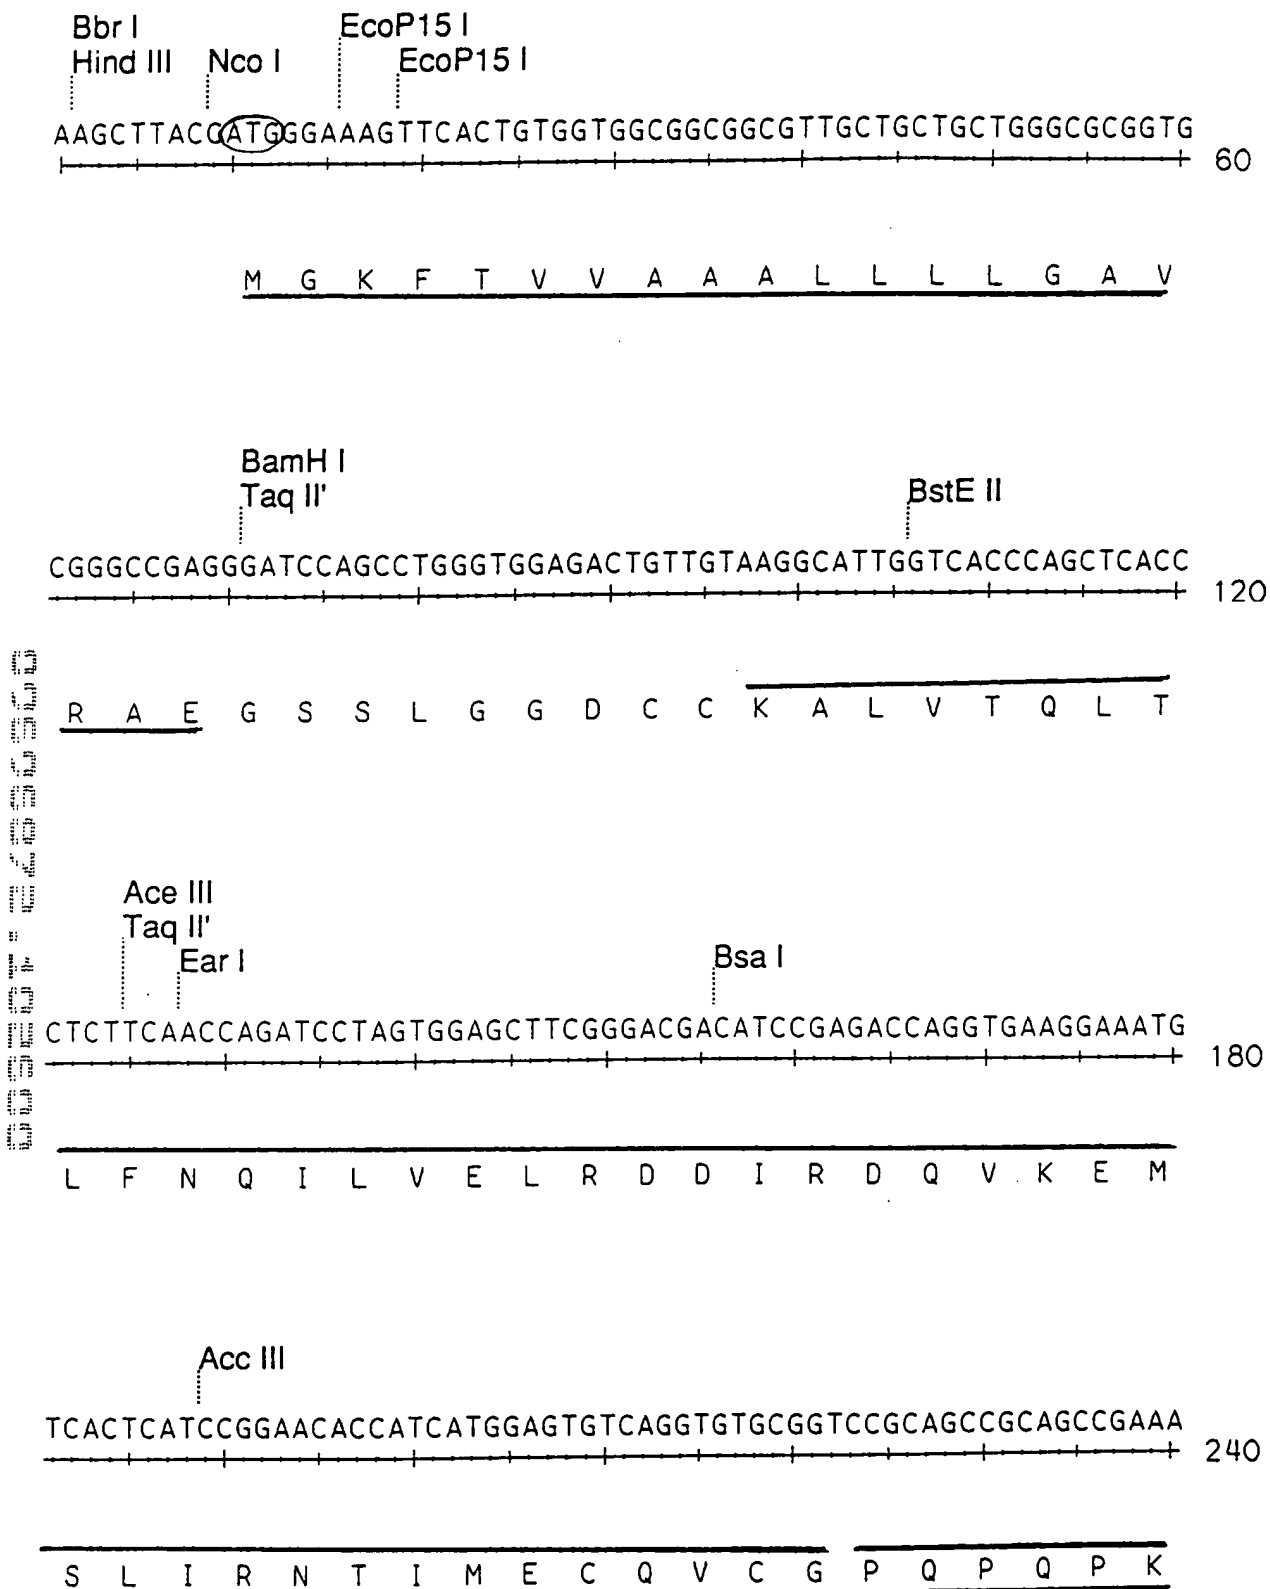 Bbr I EcoP15 I
Hind III Nco I EcoP15 I
AAGCTTACCATGGGAAAGTTCACTGTGGTGGCGGCGGCGTTGCTGCTGCTGGGCGCGGTG
60
M G K F T V V A A A L L L L G A V
BamH I
Taq II' BstE II
CGGGCCGAGGGATCCAGCCTGGGTGGAGACTGTTGTAAGGCATTGGTCACCCAGCTCACC
120
R A E G S S L G G D C C K A L V T Q L T
Ace III
Taq II'
Ear I Bsa I
CTCTTCAACCAGATCCTAGTGGAGCTTCGGGACGACATCCGAGACCAGGTGAAGGAAATG
180
L F N Q I L V E L R D D I R D Q V K E M
Acc III
TCACTCATCCGGAACACCATCATGGAGTGTCAGGTGTGCGGTCCGCAGCCGCAGCCGAAA
240
S L I R N T I M E C Q V C G P Q P Q P K